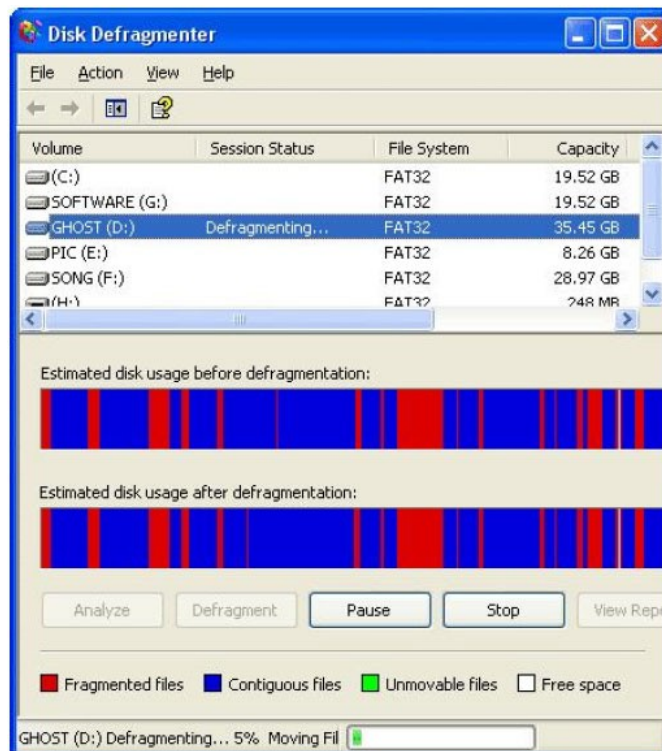 Disk Defragmenter
File Action View Help
Volume Session Status File System Capacity
(C:) FAT32 19.52 GB
SOFTWARE (G:) FAT32 19.52 GB
GHOST (D:) Defragmenting... FAT32 35.45 GB
PIC (E:) FAT32 8.26 GB
SONG (F:) FAT32 28.97 GB
(H:) FAT32 248 MB
Estimated disk usage before defragmentation:
Estimated disk usage after defragmentation:
Analyze Defragment Pause Stop View Repo
Fragmented files Contiguous files Unmovable files Free space
GHOST (D:) Defragmenting... 5% Moving Fil